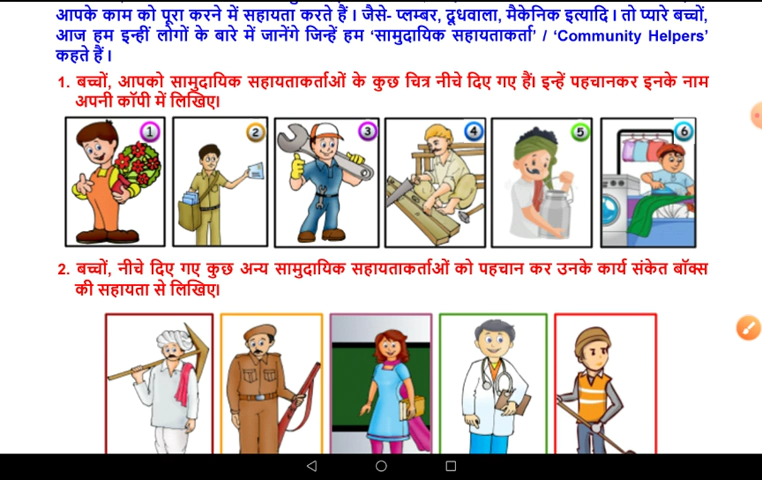 आपके काम को पूरा करने में सहायता करते हैं । जैसे- प्लम्बर, दूधवाला, मैकेनिक इत्यादि । तो प्यारे बच्चों,
आज हम इन्हीं लोगों के बारे में जानेंगे जिन्हें हम ‘सामुदायिक सहायताकर्ता’ / ‘Community Helpers’
कहते हैं ।
1. बच्चों, आपको सामुदायिक सहायताकर्ताओं के कुछ चित्र नीचे दिए गए हैं। इन्हें पहचानकर इनके नाम
अपनी कॉपी में लिखिए।
1 2 3 4 5 6
2. बच्चों, नीचे दिए गए कुछ अन्य सामुदायिक सहायताकर्ताओं को पहचान कर उनके कार्य संकेत बॉक्स
की सहायता से लिखिए।